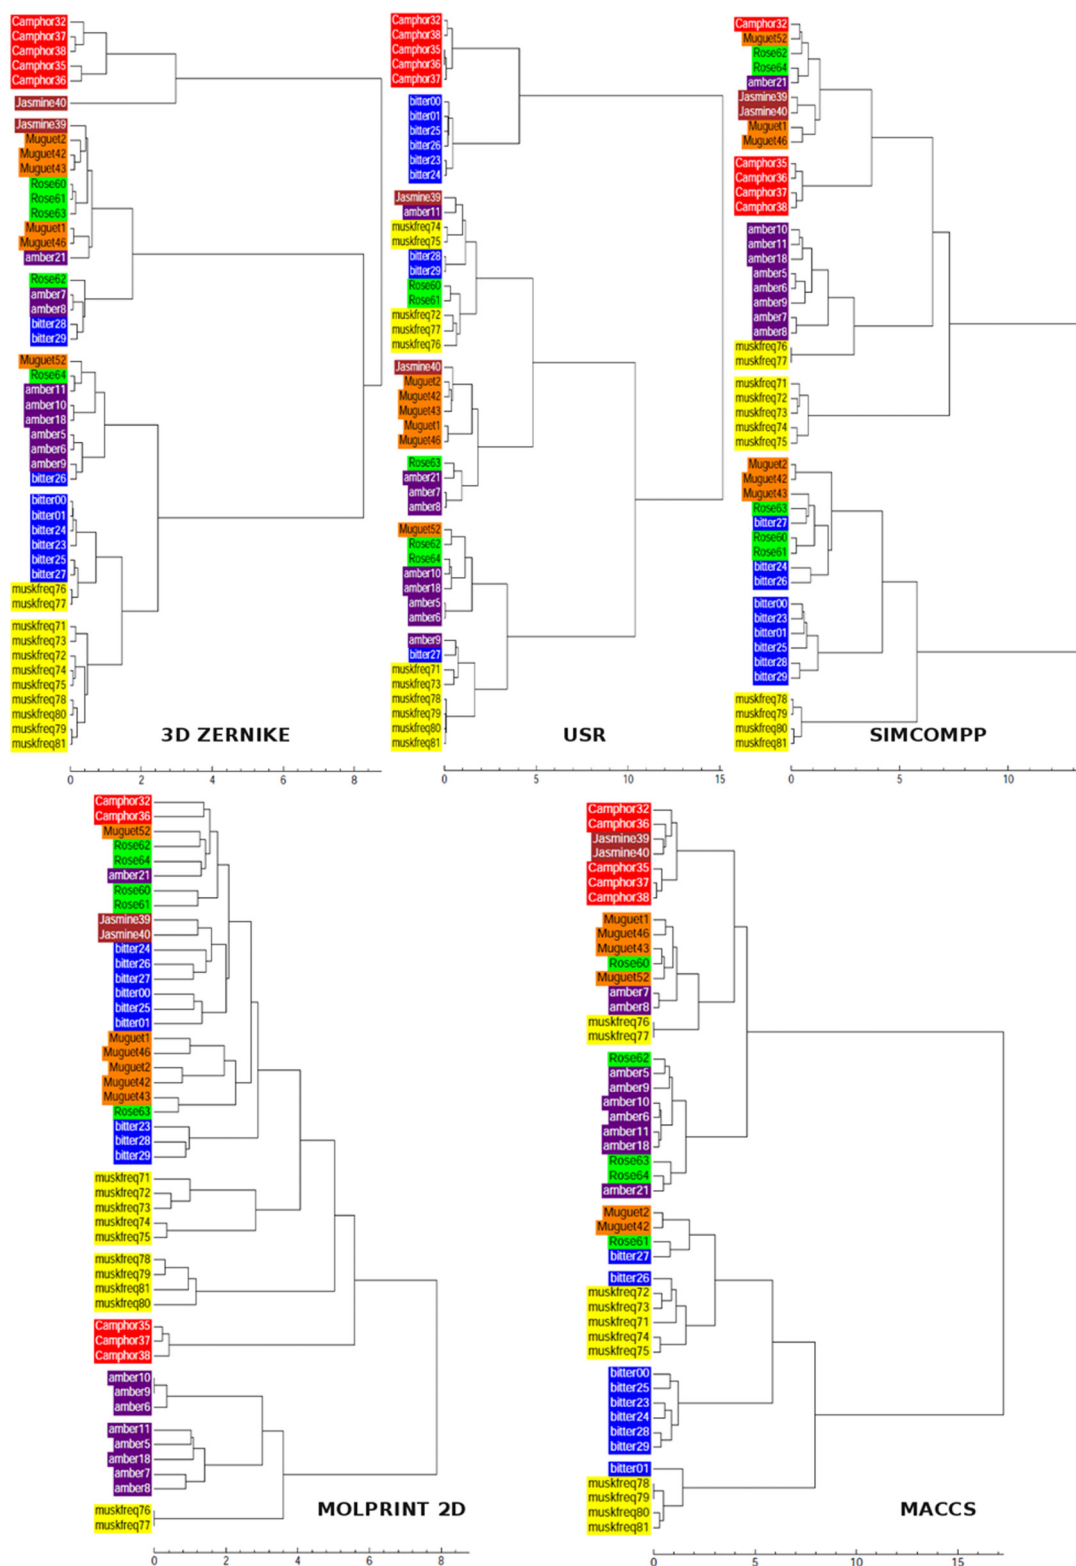 Camphor32
Camphor37
Camphor38
Camphor35
Camphor36
Jasmine40
Jasmine39
Muguet2
Muguet42
Muguet43
Rose60
Rose61
Rose63
Muguet1
Muguet46
amber21
Rose62
amber7
amber8
bitter28
bitter29
Muguet52
Rose64
amber11
amber10
amber18
amber5
amber6
amber9
bitter26
bitter00
bitter01
bitter24
bitter23
bitter25
bitter27
muskfreq76
muskfreq77
muskfreq71
muskfreq73
muskfreq72
muskfreq74
muskfreq75
muskfreq78
muskfreq80
muskfreq79
muskfreq81
3D ZERNIKE
0 2 4 6 8
Camphor32
Camphor38
Camphor35
Camphor36
Camphor37
bitter00
bitter01
bitter25
bitter26
bitter23
bitter24
Jasmine39
amber11
muskfreq74
muskfreq75
bitter28
bitter29
Rose60
Rose61
muskfreq72
muskfreq77
muskfreq76
Jasmine40
Muguet2
Muguet42
Muguet43
Muguet1
Muguet46
Rose63
amber21
amber7
amber8
Muguet52
Rose62
Rose64
amber10
amber18
amber5
amber6
amber9
bitter27
muskfreq71
muskfreq73
muskfreq78
muskfreq79
muskfreq80
muskfreq81
USR
0 5 10 15
Camphor32
Muguet52
Rose62
Rose64
amber21
Jasmine39
Jasmine40
Muguet1
Muguet46
Camphor35
Camphor36
Camphor37
Camphor38
amber10
amber11
amber18
amber5
amber6
amber9
amber7
amber8
muskfreq76
muskfreq77
muskfreq71
muskfreq72
muskfreq73
muskfreq74
muskfreq75
Muguet2
Muguet42
Muguet43
Rose63
bitter27
Rose60
Rose61
bitter24
bitter26
bitter00
bitter23
bitter01
bitter25
bitter28
bitter29
muskfreq78
muskfreq79
muskfreq80
muskfreq81
SIMCOMPP
0 5 10
Camphor32
Camphor36
Muguet52
Rose62
Rose64
amber21
Rose60
Rose61
Jasmine39
Jasmine40
bitter24
bitter26
bitter27
bitter00
bitter25
bitter01
Muguet1
Muguet46
Muguet2
Muguet42
Muguet43
Rose63
bitter23
bitter28
bitter29
muskfreq71
muskfreq72
muskfreq73
muskfreq74
muskfreq75
muskfreq78
muskfreq79
muskfreq81
muskfreq80
Camphor35
Camphor37
Camphor38
amber10
amber9
amber6
amber11
amber5
amber18
amber7
amber8
muskfreq76
muskfreq77
MOLPRINT 2D
0 2 4 6 8
Camphor32
Camphor36
Jasmine39
Jasmine40
Camphor35
Camphor37
Camphor38
Muguet1
Muguet46
Muguet43
Rose60
Muguet52
amber7
amber8
muskfreq76
muskfreq77
Rose62
amber5
amber9
amber10
amber6
amber11
amber18
Rose63
Rose64
amber21
Muguet2
Muguet42
Rose61
bitter27
bitter26
muskfreq72
muskfreq73
muskfreq71
muskfreq74
muskfreq75
bitter00
bitter25
bitter23
bitter24
bitter28
bitter29
bitter01
muskfreq78
muskfreq79
muskfreq80
muskfreq81
MACCS
0 5 10 15